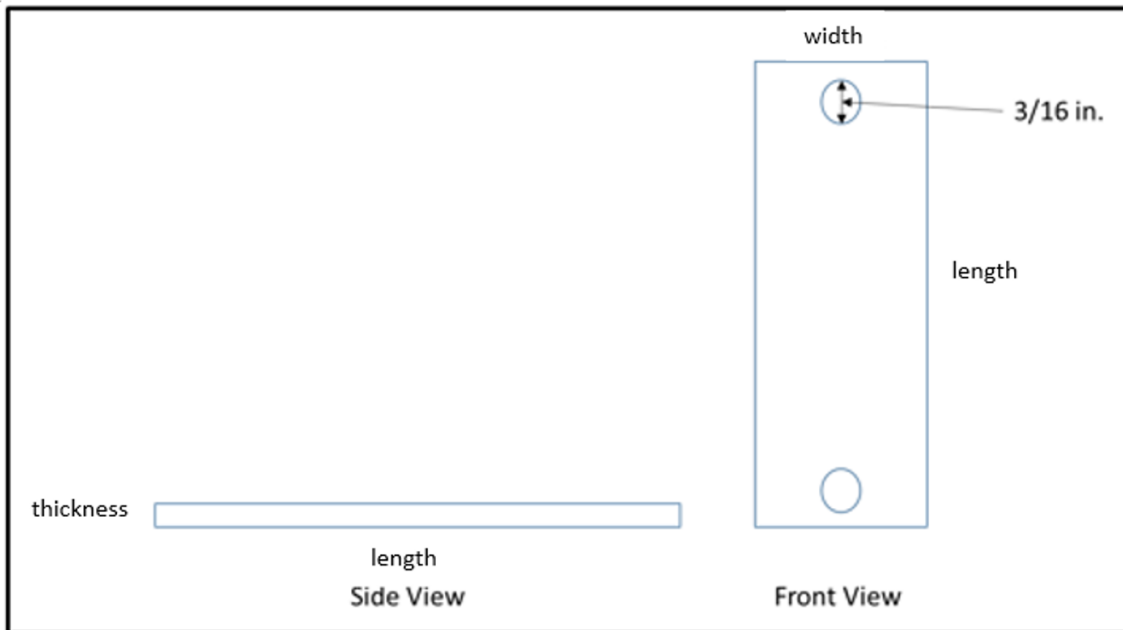 width
3/16 in.
length
thickness
length
Side View
Front View